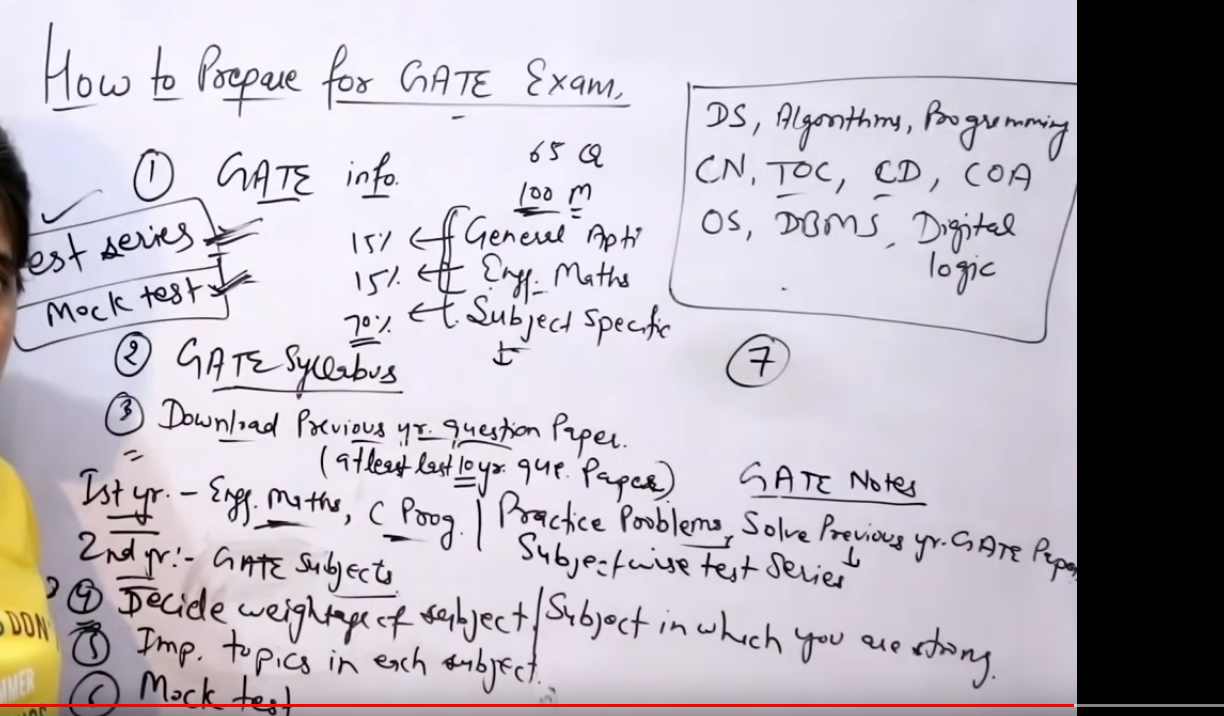 How to Prepare for GATE Exam.
① GATE info.
65 Q
100 M
15% ← General Apti
15% ← Engg. Maths
70% ← Subject Specific
est series
Mock test
DS, Algorithms, Programming
CN, TOC, CD, COA
OS, DBMS, Digital
logic
② GATE Syllabus
⑦
③ Download Previous yr. question Paper.
(atleast last 10 yr. que. Papers)
GATE Notes
Ist yr. - Engg. Maths, C Prog. | Practice Problems, Solve Previous yr. GATE Paper
2nd yr:- GATE Subjects
Subjectwise test Series
④ Decide weightage of subject / Subject in which you are strong.
⑤ Imp. topics in each subject.
⑥ Mock test
DON'
MMER